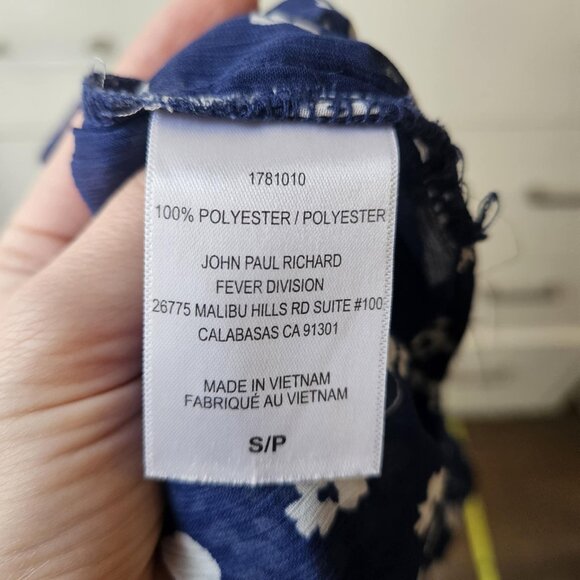 1781010
100% POLYESTER / POLYESTER
JOHN PAUL RICHARD
FEVER DIVISION
26775 MALIBU HILLS RD SUITE #100
CALABASAS CA 91301
MADE IN VIETNAM
FABRIQUÉ AU VIETNAM
S/P